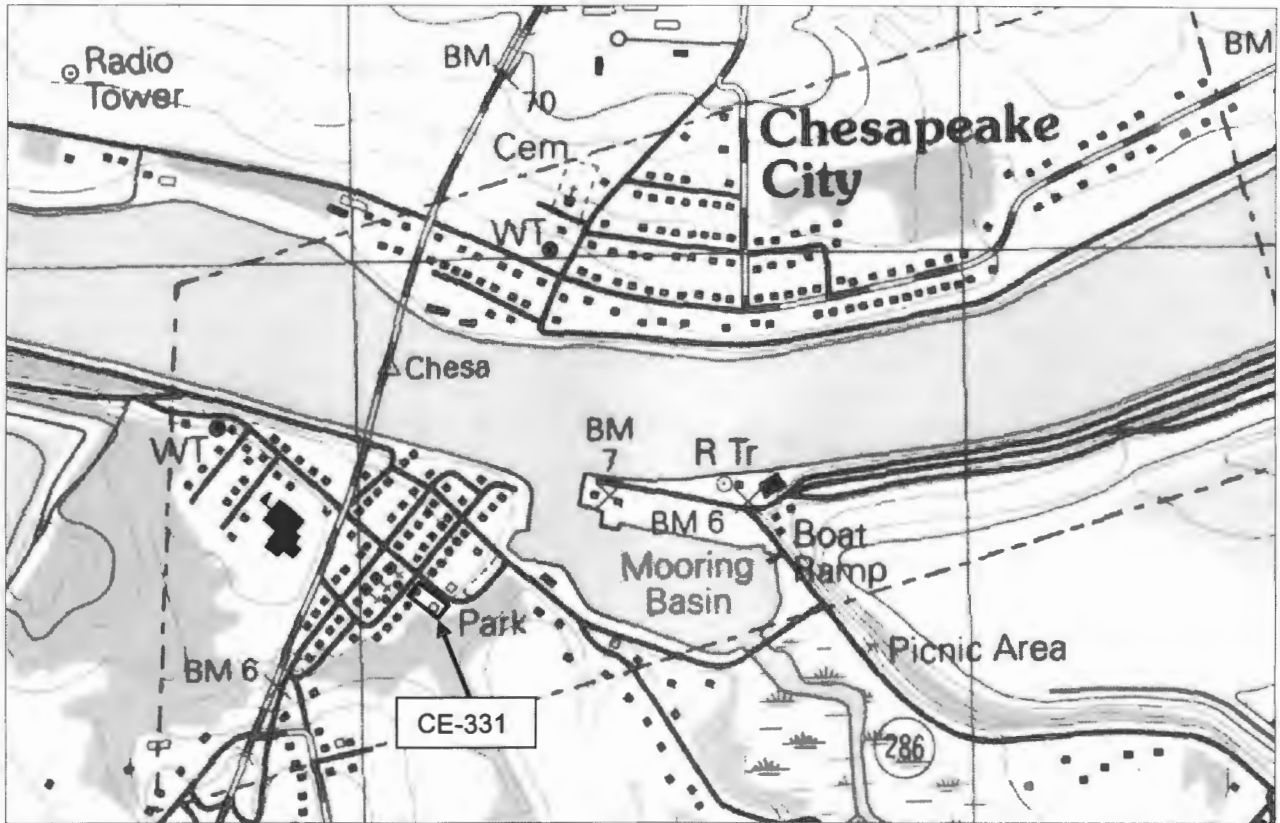 Radio
Tower
BM
70
BM
Cem
Chesapeake
City
WT
Chesa
WT
BM
7
R Tr
BM 6
Boat
Ramp
Mooring
Basin
Park
Picnic Area
BM 6
CE-331
286